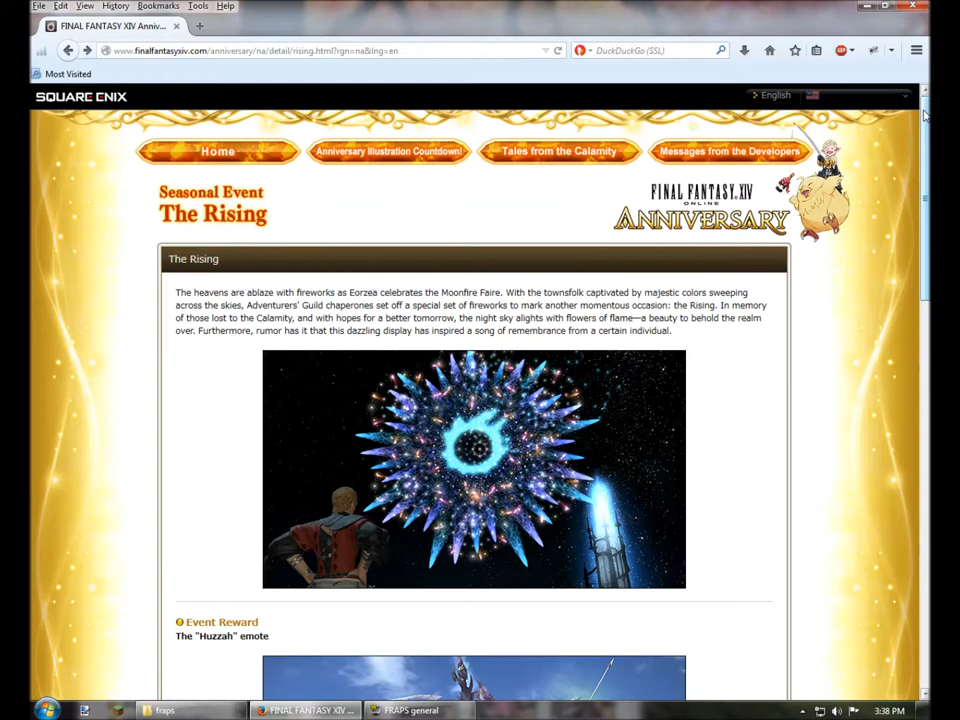 File Edit View History Bookmarks Tools Help
FINAL FANTASY XIV Anniv... × +
www.finalfantasyxiv.com/anniversary/na/detail/rising.html?rgn=na&lng=en
DuckDuckGo (SSL)
ABP
Most Visited
SQUARE ENIX
English
Home
Anniversary Illustration Countdown!
Tales from the Calamity
Messages from the Developers
Seasonal Event
The Rising
FINAL FANTASY XIV
ONLINE
ANNIVERSARY
The Rising
The heavens are ablaze with fireworks as Eorzea celebrates the Moonfire Faire. With the townsfolk captivated by majestic colors sweeping
across the skies, Adventurers' Guild chaperones set off a special set of fireworks to mark another momentous occasion: the Rising. In memory
of those lost to the Calamity, and with hopes for a better tomorrow, the night sky alights with flowers of flame—a beauty to behold the realm
over. Furthermore, rumor has it that this dazzling display has inspired a song of remembrance from a certain individual.
Event Reward
The "Huzzah" emote
fraps
FINAL FANTASY XIV ...
FRAPS general
3:38 PM